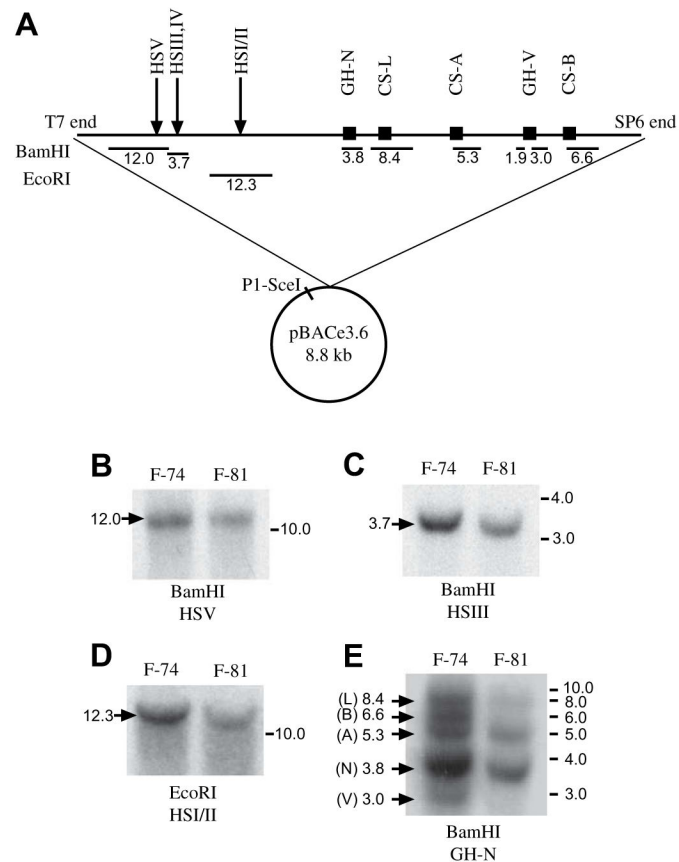 A
HSV
HSIII,IV
HSI/II
GH-N
CS-L
CS-A
GH-V
CS-B
T7 end
SP6 end
BamHI
12.0
3.7
3.8
8.4
5.3
1.9
3.0
6.6
EcoRI
12.3
P1-SceI
pBACe3.6
8.8 kb
B
F-74 F-81
12.0
10.0
BamHI
HSV
C
F-74 F-81
4.0
3.7
3.0
BamHI
HSIII
D
F-74 F-81
12.3
10.0
EcoRI
HSI/II
E
F-74 F-81
(L) 8.4
(B) 6.6
(A) 5.3
(N) 3.8
(V) 3.0
10.0
8.0
6.0
5.0
4.0
3.0
BamHI
GH-N